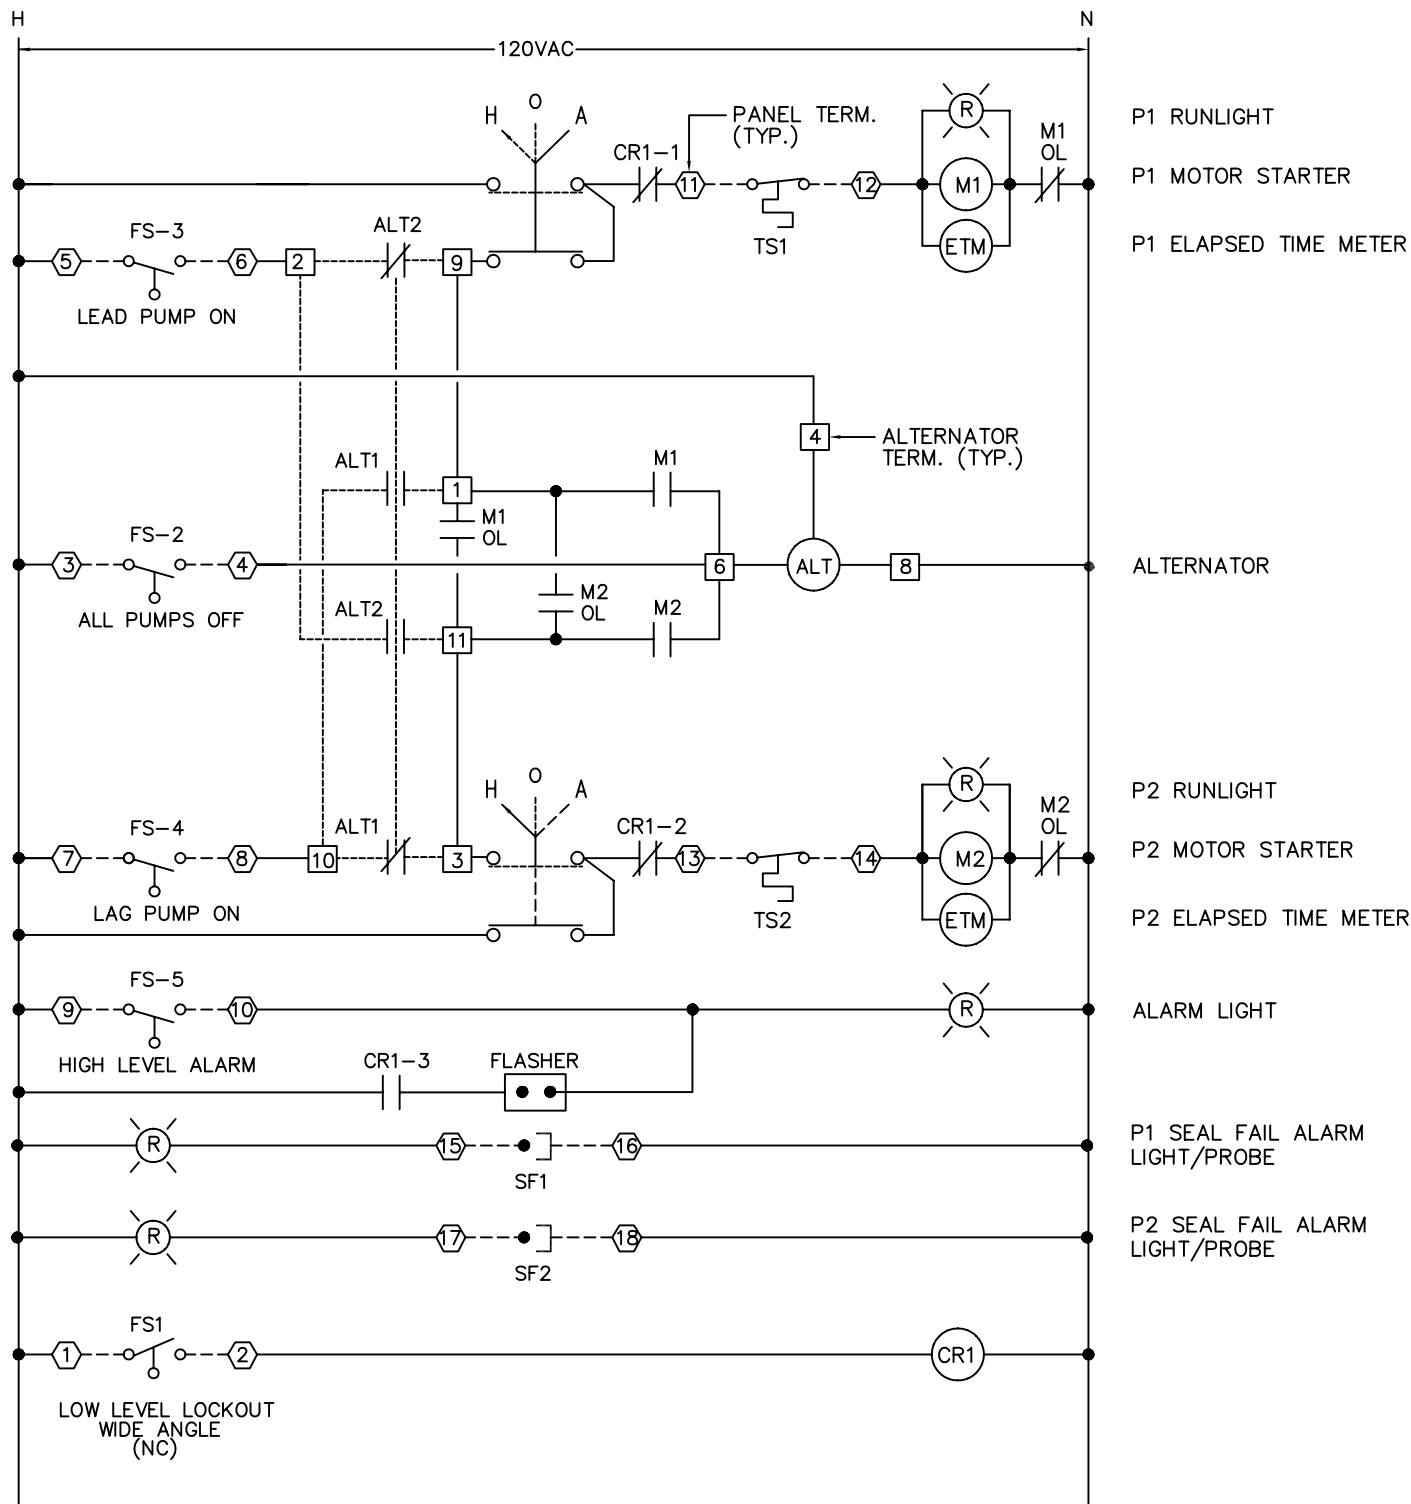 H N
120VAC
H O A
PANEL TERM.
(TYP.)
CR1-1
M1
OL
R
P1 RUNLIGHT
11
TS1
12
M1
P1 MOTOR STARTER
ETM
P1 ELAPSED TIME METER
FS-3
ALT2
5 6 2 9
LEAD PUMP ON
4
ALTERNATOR
TERM. (TYP.)
ALT1
1
M1
M1
OL
FS-2
3 4
6
ALT
8
ALTERNATOR
ALL PUMPS OFF
M2
OL
ALT2
11
M2
H O A
CR1-2
M2
OL
R
P2 RUNLIGHT
FS-4
ALT1
7 8 10 3
13
TS2
14
M2
P2 MOTOR STARTER
LAG PUMP ON
ETM
P2 ELAPSED TIME METER
FS-5
9 10
R
ALARM LIGHT
HIGH LEVEL ALARM
CR1-3
FLASHER
R
15
SF1
16
P1 SEAL FAIL ALARM
LIGHT/PROBE
R
17
SF2
18
P2 SEAL FAIL ALARM
LIGHT/PROBE
FS1
1 2
CR1
LOW LEVEL LOCKOUT
WIDE ANGLE
(NC)